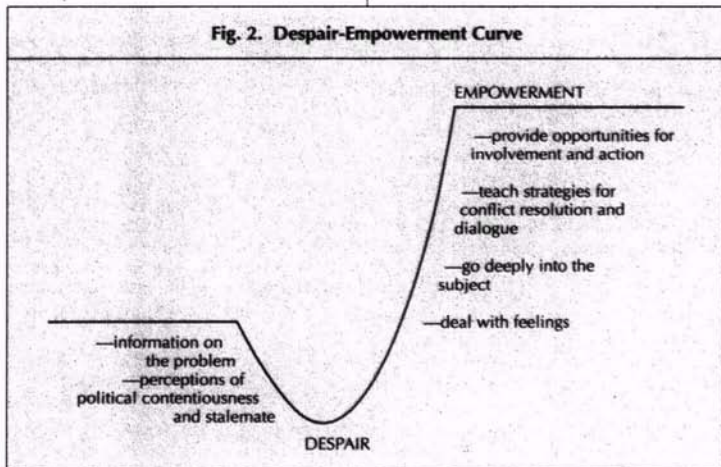 Fig. 2. Despair-Empowerment Curve
EMPOWERMENT
—provide opportunities for
involvement and action
—teach strategies for
conflict resolution and
dialogue
—go deeply into the
subject
—deal with feelings
—information on
the problem
—perceptions of
political contentiousness
and stalemate
DESPAIR